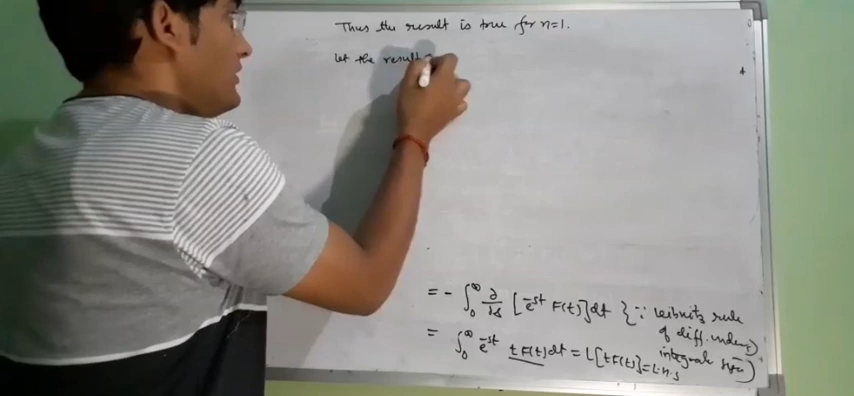 Thus the result is true for n=1.
Let the result
= - ∫₀^∞ ∂/∂s [e^-st F(t)] dt {∵ Leibnitz rule
of diff. under
integral sign)
= ∫₀^∞ e^-st t F(t) dt = L[t F(t)] = L.H.S